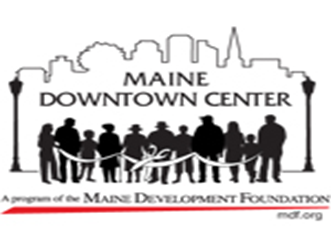 MAINE
DOWNTOWN CENTER
A program of the MAINE DEVELOPMENT FOUNDATION
mdf.org